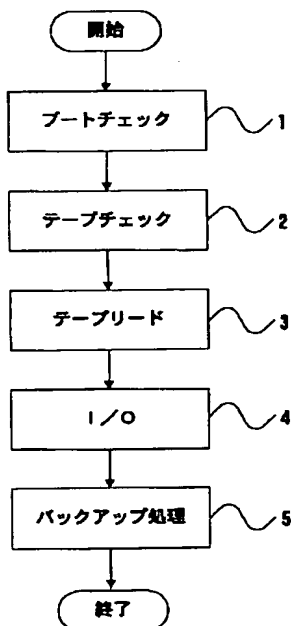 開始
ブートチェック 1
テープチェック 2
テープリード 3
I/O 4
バックアップ処理 5
終了